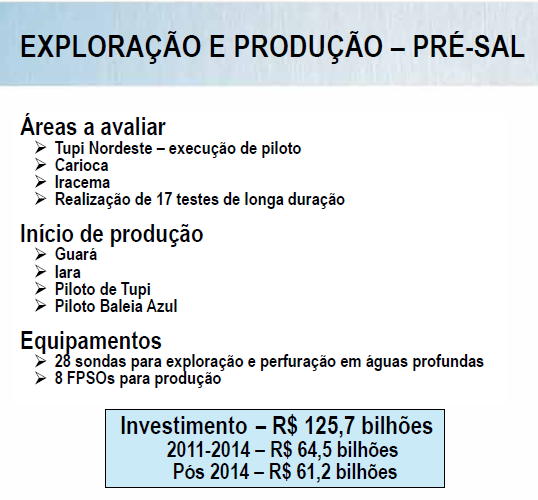 EXPLORAÇÃO E PRODUÇÃO – PRÉ-SAL
Áreas a avaliar
➢ Tupi Nordeste – execução de piloto
➢ Carioca
➢ Iracema
➢ Realização de 17 testes de longa duração
Início de produção
➢ Guará
➢ Iara
➢ Piloto de Tupi
➢ Piloto Baleia Azul
Equipamentos
➢ 28 sondas para exploração e perfuração em águas profundas
➢ 8 FPSOs para produção
Investimento – R$ 125,7 bilhões
2011-2014 – R$ 64,5 bilhões
Pós 2014 – R$ 61,2 bilhões